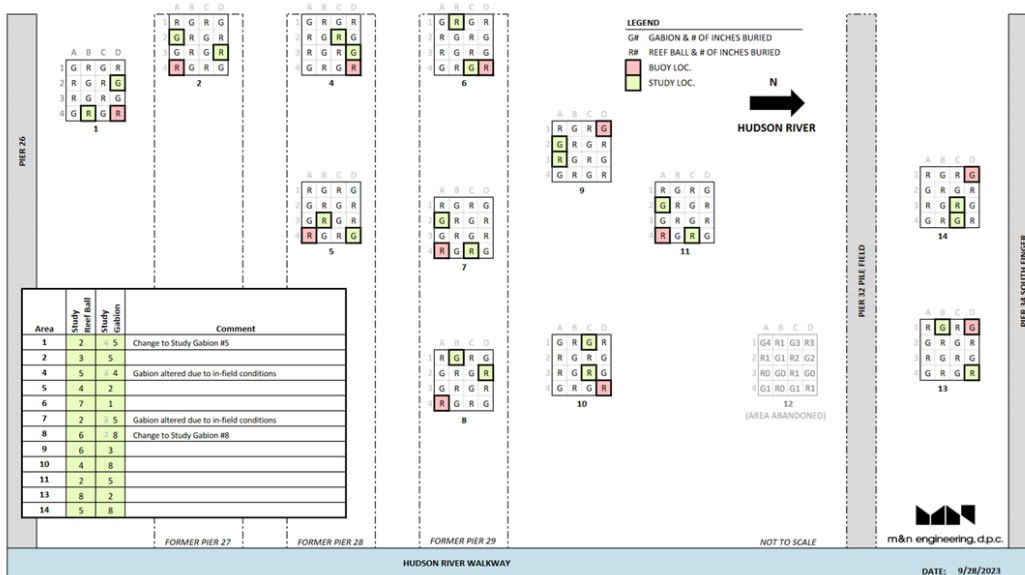 A B C D
1 R G R G
2 G R G R
3 G R G R
4 R G R G
2
A B C D
1 G R G R
2 R G R G
3 R G R G
4 G R G R
4
A B C D
1 G R G R
2 R G R G
3 R G R G
4 G R G R
6
LEGEND
G# GABION & # OF INCHES BURIED
R# REEF BALL & # OF INCHES BURIED
BUOY LOC.
STUDY LOC.
N
HUDSON RIVER
A B C D
1 G R G R
2 R G R G
3 R G R G
4 G R G R
1
PIER 26
A B C D
1 R G R G
2 G R G R
3 R G R G
4 G R G R
9
A B C D
1 R G R G
2 G R G R
3 G R G R
4 R G R G
5
A B C D
1 R G R G
2 G R G R
3 G R G R
4 R G R G
7
A B C D
1 R G R G
2 G R G R
3 G R G R
4 R G R G
11
PIER 32 PILE FIELD
A B C D
1 R G R G
2 G R G R
3 R G R G
4 G R G R
14
PIER 34 SOUTH FINGER
A B C D
1 R G R G
2 G R G R
3 G R G R
4 R G R G
8
A B C D
1 G R G R
2 R G R G
3 R G R G
4 G R G R
10
A B C D
1 G4 R1 G3 R3
2 R1 G1 R2 G2
3 R0 G0 R1 G0
4 G1 R0 G1 R1
12
(AREA ABANDONED)
A B C D
1 R G R G
2 G R G R
3 R G R G
4 G R G R
13
Area Study Reef Ball Study Gabion Comment
1 2 4 5 Change to Study Gabion #5
2 3 5
4 5 3 4 Gabion altered due to in-field conditions
5 4 2
6 7 1
7 2 3 5 Gabion altered due to in-field conditions
8 6 7 8 Change to Study Gabion #8
9 6 3
10 4 8
11 2 5
13 8 2
14 5 8
FORMER PIER 27
FORMER PIER 28
FORMER PIER 29
NOT TO SCALE
m&n engineering, d.p.c.
HUDSON RIVER WALKWAY
DATE: 9/28/2023